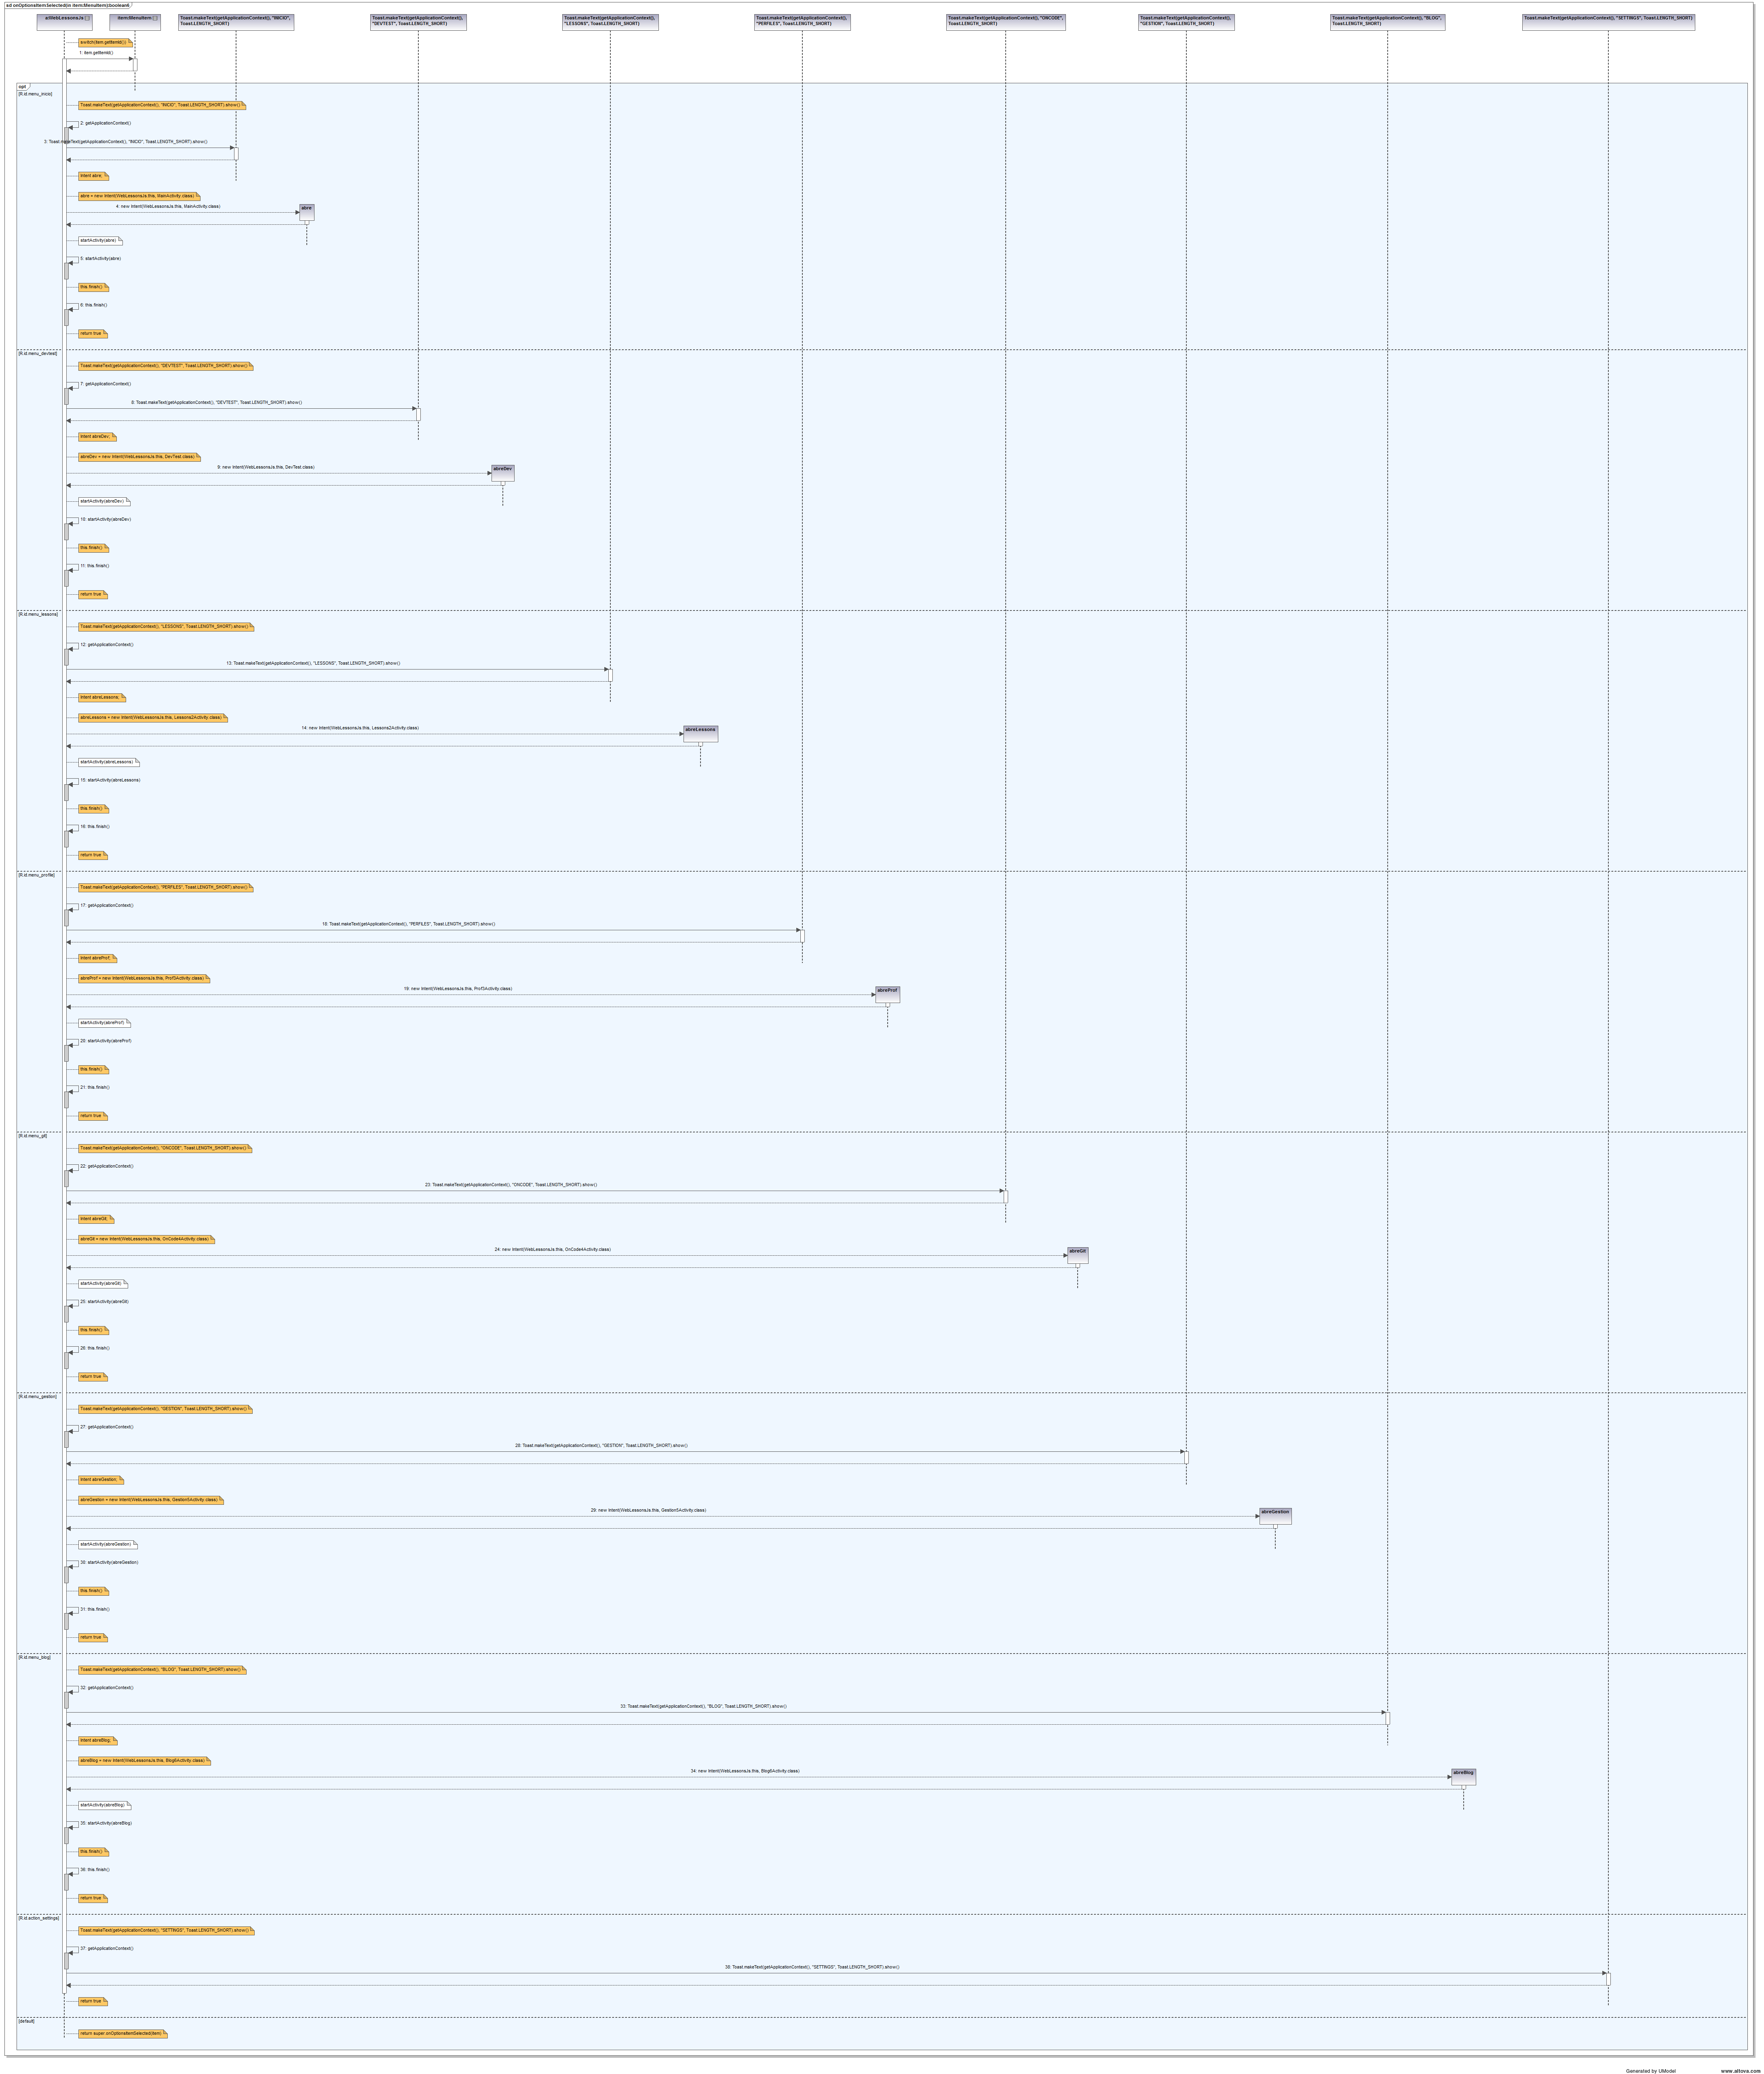 sd onOptionsItemSelected(in item:MenuItem):boolean
a:WebLessonsJs
item:MenuItem
Toast.makeText(getApplicationContext(), "INICIO",
Toast.LENGTH_SHORT)
Toast.makeText(getApplicationContext(),
"DEVTEST", Toast.LENGTH_SHORT)
Toast.makeText(getApplicationContext(),
"LESSONS", Toast.LENGTH_SHORT)
Toast.makeText(getApplicationContext(),
"PERFILES", Toast.LENGTH_SHORT)
Toast.makeText(getApplicationContext(), "ONCODE",
Toast.LENGTH_SHORT)
Toast.makeText(getApplicationContext(),
"GESTION", Toast.LENGTH_SHORT)
Toast.makeText(getApplicationContext(), "BLOG",
Toast.LENGTH_SHORT)
Toast.makeText(getApplicationContext(), "SETTINGS", Toast.LENGTH_SHORT)
switch(item.getItemId())
1: item.getItemId()
opt
[R.id.menu_inicio]
Toast.makeText(getApplicationContext(), "INICIO", Toast.LENGTH_SHORT).show()
2: getApplicationContext()
3: Toast.makeText(getApplicationContext(), "INICIO", Toast.LENGTH_SHORT).show()
Intent abre;
abre = new Intent(WebLessonsJs.this, MainActivity.class)
4: new Intent(WebLessonsJs.this, MainActivity.class)
abre
startActivity(abre)
5: startActivity(abre)
this.finish()
6: this.finish()
return true
[R.id.menu_devtest]
Toast.makeText(getApplicationContext(), "DEVTEST", Toast.LENGTH_SHORT).show()
7: getApplicationContext()
8: Toast.makeText(getApplicationContext(), "DEVTEST", Toast.LENGTH_SHORT).show()
Intent abreDev;
abreDev = new Intent(WebLessonsJs.this, DevTest.class)
9: new Intent(WebLessonsJs.this, DevTest.class)
abreDev
startActivity(abreDev)
10: startActivity(abreDev)
this.finish()
11: this.finish()
return true
[R.id.menu_lessons]
Toast.makeText(getApplicationContext(), "LESSONS", Toast.LENGTH_SHORT).show()
12: getApplicationContext()
13: Toast.makeText(getApplicationContext(), "LESSONS", Toast.LENGTH_SHORT).show()
Intent abreLessons;
abreLessons = new Intent(WebLessonsJs.this, Lessons2Activity.class)
14: new Intent(WebLessonsJs.this, Lessons2Activity.class)
abreLessons
startActivity(abreLessons)
15: startActivity(abreLessons)
this.finish()
16: this.finish()
return true
[R.id.menu_profile]
Toast.makeText(getApplicationContext(), "PERFILES", Toast.LENGTH_SHORT).show()
17: getApplicationContext()
18: Toast.makeText(getApplicationContext(), "PERFILES", Toast.LENGTH_SHORT).show()
Intent abreProf;
abreProf = new Intent(WebLessonsJs.this, Prof3Activity.class)
19: new Intent(WebLessonsJs.this, Prof3Activity.class)
abreProf
startActivity(abreProf)
20: startActivity(abreProf)
this.finish()
21: this.finish()
return true
[R.id.menu_git]
Toast.makeText(getApplicationContext(), "ONCODE", Toast.LENGTH_SHORT).show()
22: getApplicationContext()
23: Toast.makeText(getApplicationContext(), "ONCODE", Toast.LENGTH_SHORT).show()
Intent abreGit;
abreGit = new Intent(WebLessonsJs.this, OnCode4Activity.class)
24: new Intent(WebLessonsJs.this, OnCode4Activity.class)
abreGit
startActivity(abreGit)
25: startActivity(abreGit)
this.finish()
26: this.finish()
return true
[R.id.menu_gestion]
Toast.makeText(getApplicationContext(), "GESTION", Toast.LENGTH_SHORT).show()
27: getApplicationContext()
28: Toast.makeText(getApplicationContext(), "GESTION", Toast.LENGTH_SHORT).show()
Intent abreGestion;
abreGestion = new Intent(WebLessonsJs.this, Gestion5Activity.class)
29: new Intent(WebLessonsJs.this, Gestion5Activity.class)
abreGestion
startActivity(abreGestion)
30: startActivity(abreGestion)
this.finish()
31: this.finish()
return true
[R.id.menu_blog]
Toast.makeText(getApplicationContext(), "BLOG", Toast.LENGTH_SHORT).show()
32: getApplicationContext()
33: Toast.makeText(getApplicationContext(), "BLOG", Toast.LENGTH_SHORT).show()
Intent abreBlog;
abreBlog = new Intent(WebLessonsJs.this, Blog6Activity.class)
34: new Intent(WebLessonsJs.this, Blog6Activity.class)
abreBlog
startActivity(abreBlog)
35: startActivity(abreBlog)
this.finish()
36: this.finish()
return true
[R.id.action_settings]
Toast.makeText(getApplicationContext(), "SETTINGS", Toast.LENGTH_SHORT).show()
37: getApplicationContext()
38: Toast.makeText(getApplicationContext(), "SETTINGS", Toast.LENGTH_SHORT).show()
return true
[default]
return super.onOptionsItemSelected(item)
Generated by UModel
www.altova.com